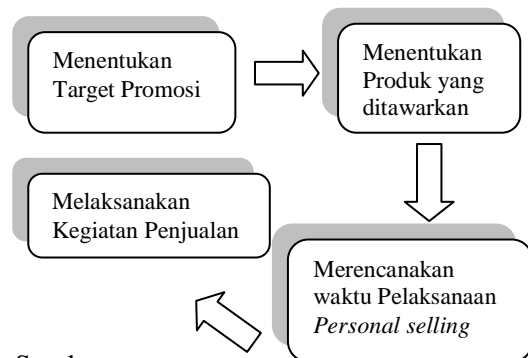 Menentukan
Target Promosi
Menentukan
Produk yang
ditawarkan
Merencanakan
waktu Pelaksanaan
Personal selling
Melaksanakan
Kegiatan Penjualan